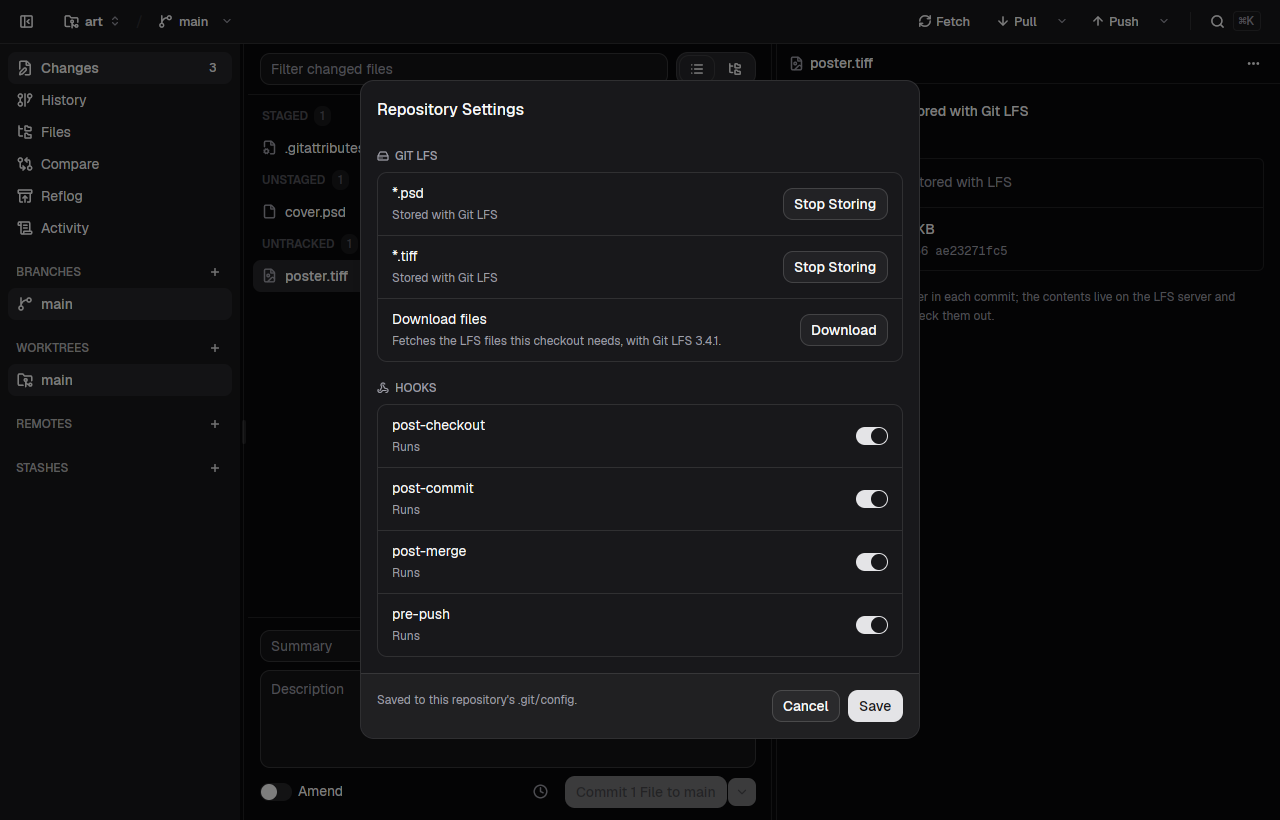 art
main
Fetch
Pull
Push
⌘K
Changes
3
History
Files
Compare
Reflog
Activity
BRANCHES
main
WORKTREES
main
REMOTES
STASHES
Filter changed files
STAGED 1
.gitattributes
UNSTAGED 1
cover.psd
UNTRACKED 1
poster.tiff
Summary
Description
Amend
Commit 1 File to main
poster.tiff
ored with Git LFS
tored with LFS
KB
6 ae23271fc5
er in each commit; the contents live on the LFS server and
eck them out.
Repository Settings
GIT LFS
*.psd
Stored with Git LFS
Stop Storing
*.tiff
Stored with Git LFS
Stop Storing
Download files
Fetches the LFS files this checkout needs, with Git LFS 3.4.1.
Download
HOOKS
post-checkout
Runs
post-commit
Runs
post-merge
Runs
pre-push
Runs
Saved to this repository's .git/config.
Cancel
Save